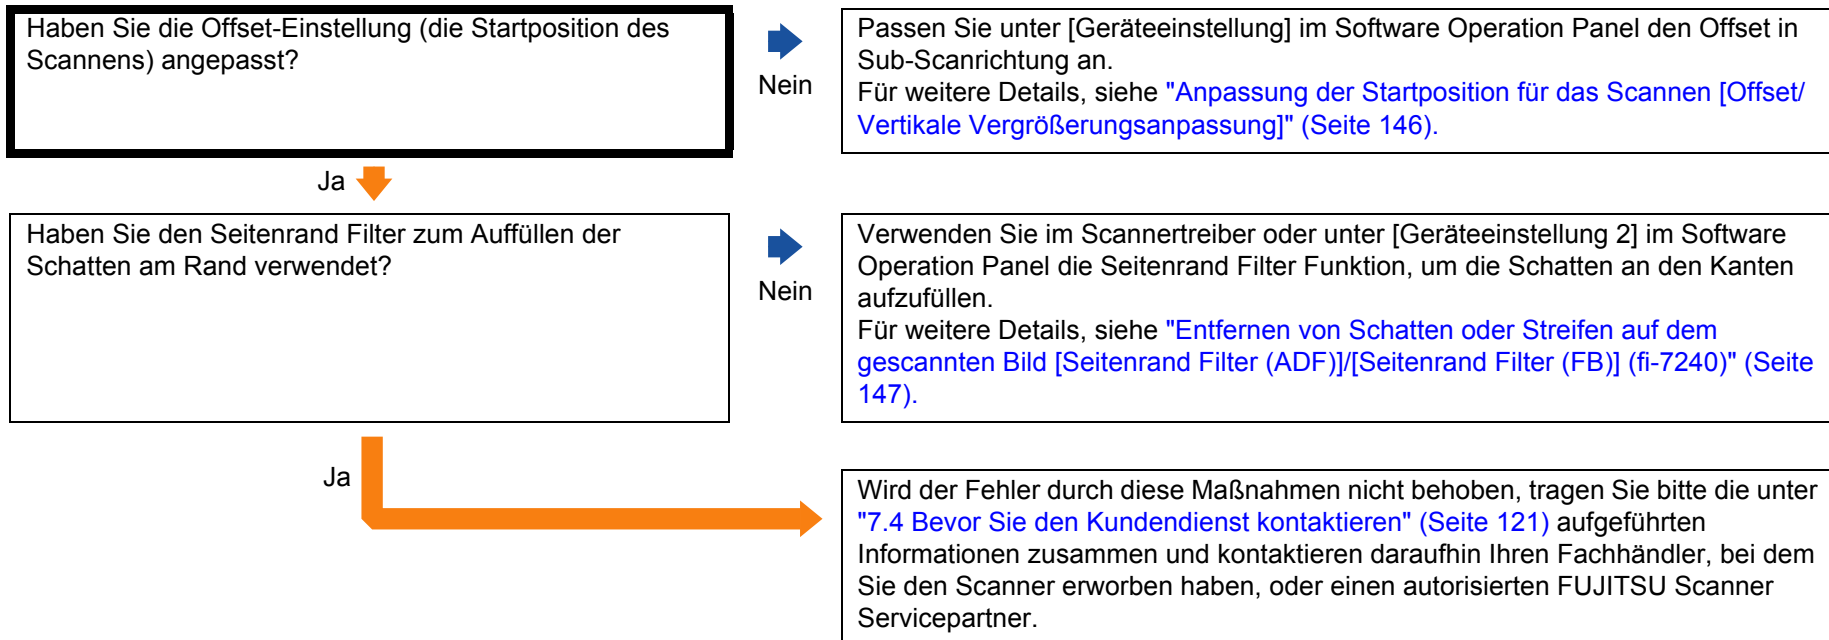 Haben Sie die Offset-Einstellung (die Startposition des
Scannens) angepasst?
Nein
Passen Sie unter [Geräteeinstellung] im Software Operation Panel den Offset in
Sub-Scanrichtung an.
Für weitere Details, siehe "Anpassung der Startposition für das Scannen [Offset/
Vertikale Vergrößerungsanpassung]" (Seite 146).
Ja
Haben Sie den Seitenrand Filter zum Auffüllen der
Schatten am Rand verwendet?
Nein
Verwenden Sie im Scannertreiber oder unter [Geräteeinstellung 2] im Software
Operation Panel die Seitenrand Filter Funktion, um die Schatten an den Kanten
aufzufüllen.
Für weitere Details, siehe "Entfernen von Schatten oder Streifen auf dem
gescannten Bild [Seitenrand Filter (ADF)]/[Seitenrand Filter (FB)] (fi-7240)" (Seite
147).
Ja
Wird der Fehler durch diese Maßnahmen nicht behoben, tragen Sie bitte die unter
"7.4 Bevor Sie den Kundendienst kontaktieren" (Seite 121) aufgeführten
Informationen zusammen und kontaktieren daraufhin Ihren Fachhändler, bei dem
Sie den Scanner erworben haben, oder einen autorisierten FUJITSU Scanner
Servicepartner.